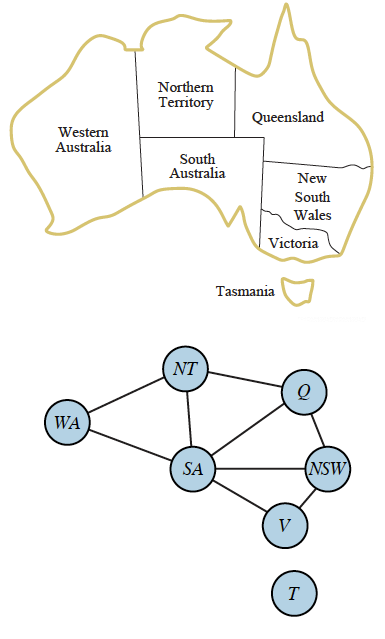 Northern
Territory
Western
Australia
Queensland
South
Australia
New
South
Wales
Victoria
Tasmania
NT
Q
WA
SA
NSW
V
T